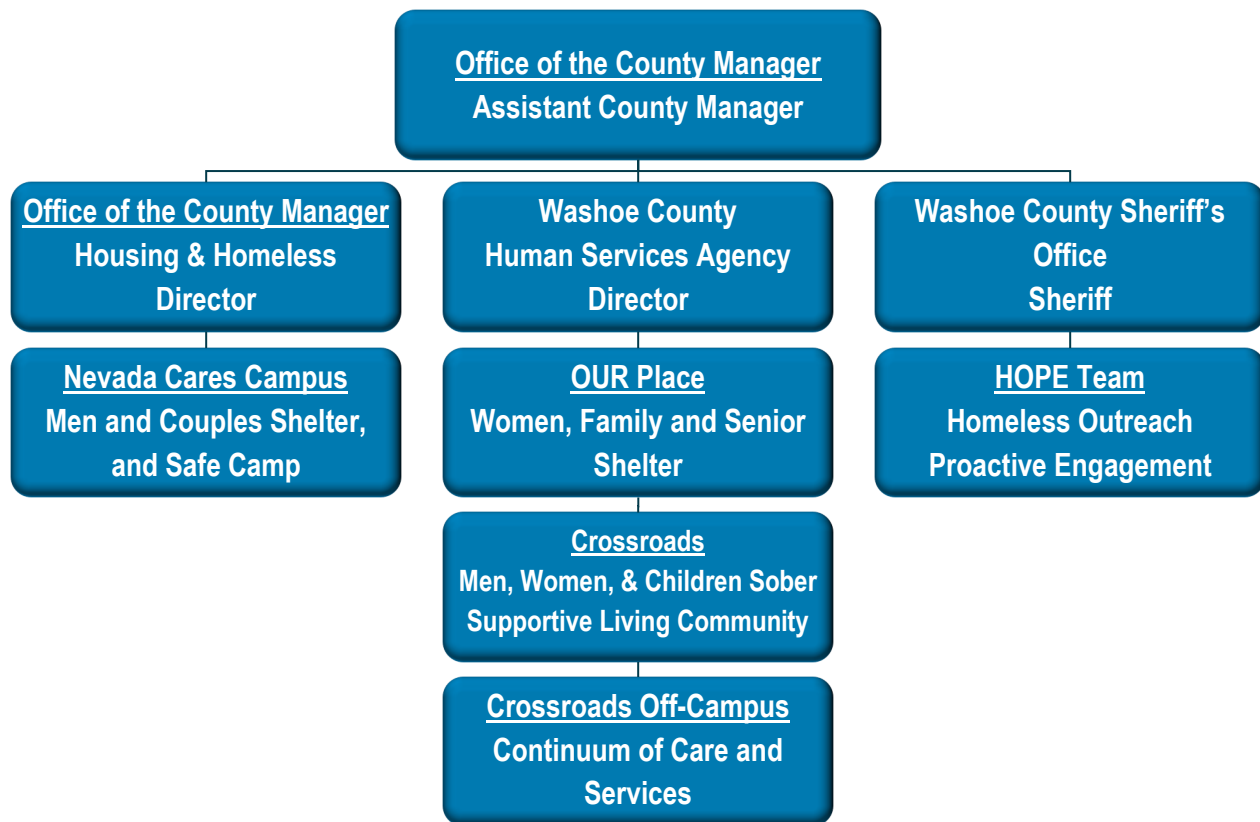 Office of the County Manager
Assistant County Manager
Office of the County Manager
Housing & Homeless
Director
Washoe County
Human Services Agency
Director
Washoe County Sheriff’s
Office
Sheriff
Nevada Cares Campus
Men and Couples Shelter,
and Safe Camp
OUR Place
Women, Family and Senior
Shelter
HOPE Team
Homeless Outreach
Proactive Engagement
Crossroads
Men, Women, & Children Sober
Supportive Living Community
Crossroads Off-Campus
Continuum of Care and
Services